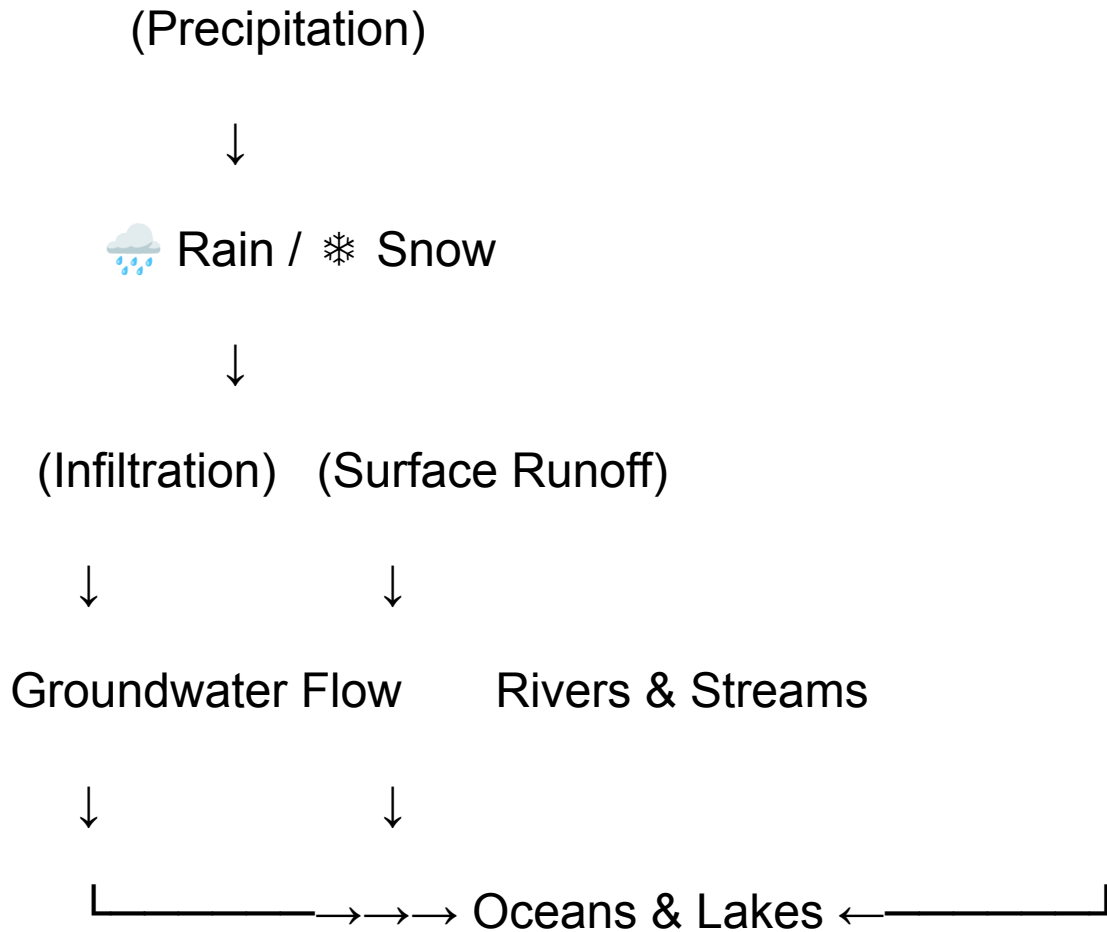 (Precipitation)
↓
🌧️ Rain / ❄ Snow
↓
(Infiltration) (Surface Runoff)
↓ ↓
Groundwater Flow Rivers & Streams
↓ ↓
└───────→→→ Oceans & Lakes ←───────┘